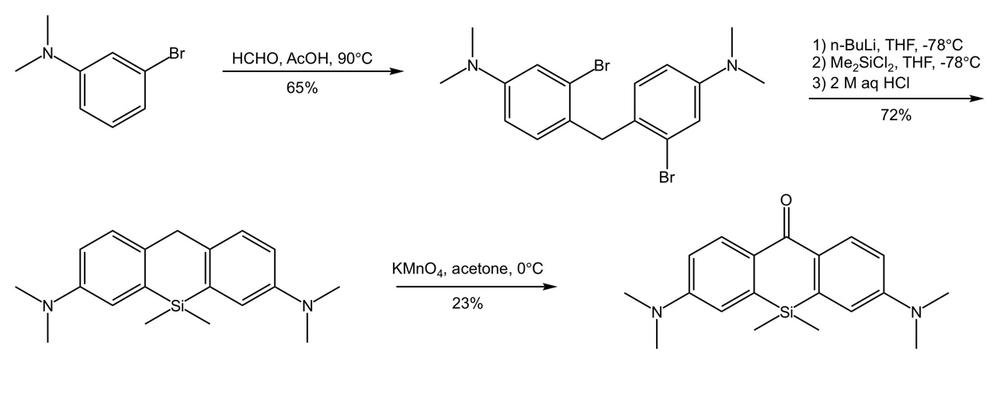 N
Br
HCHO, AcOH, 90°C
65%
N
Br
N
Br
1) n-BuLi, THF, -78°C
2) Me₂SiCl₂, THF, -78°C
3) 2 M aq HCl
72%
N
Si
N
KMnO₄, acetone, 0°C
23%
O
N
Si
N